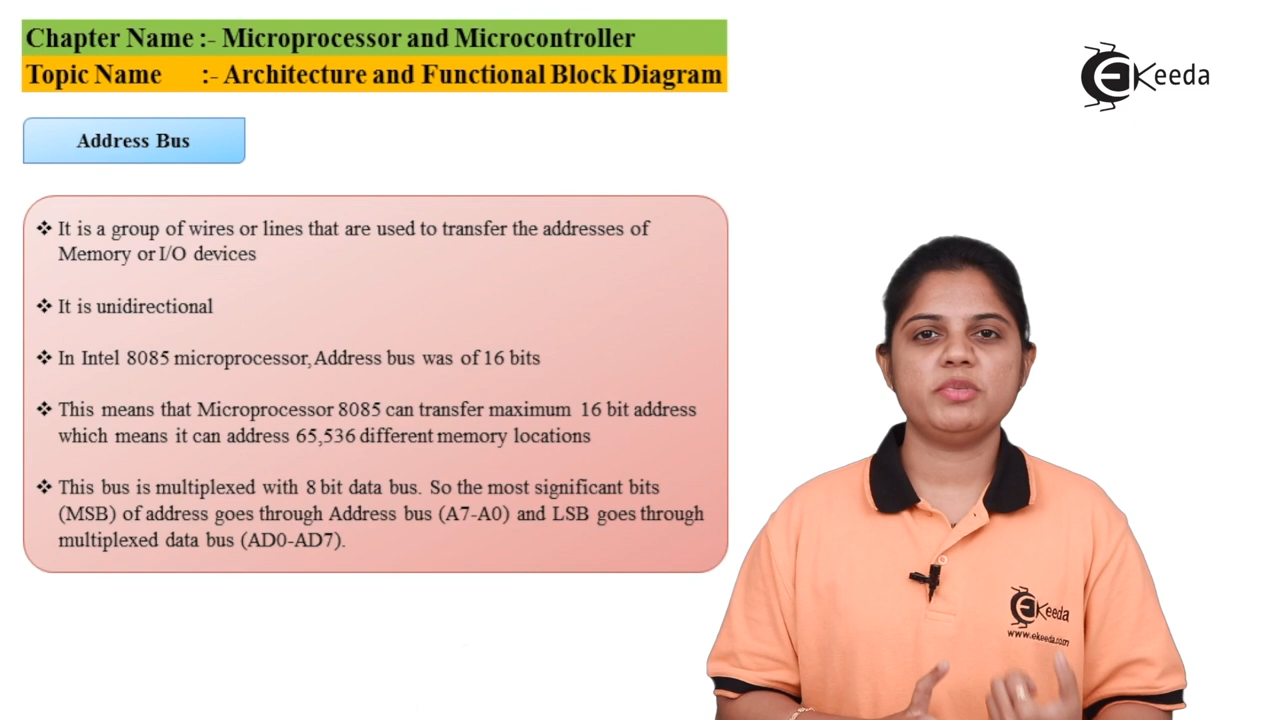 Chapter Name :- Microprocessor and Microcontroller
Topic Name :- Architecture and Functional Block Diagram
Keeda
Address Bus
❖ It is a group of wires or lines that are used to transfer the addresses of
Memory or I/O devices
❖ It is unidirectional
❖ In Intel 8085 microprocessor,Address bus was of 16 bits
❖ This means that Microprocessor 8085 can transfer maximum 16 bit address
which means it can address 65,536 different memory locations
❖ This bus is multiplexed with 8 bit data bus. So the most significant bits
(MSB) of address goes through Address bus (A7-A0) and LSB goes through
multiplexed data bus (AD0-AD7).
Keeda
www.ekeeda.com